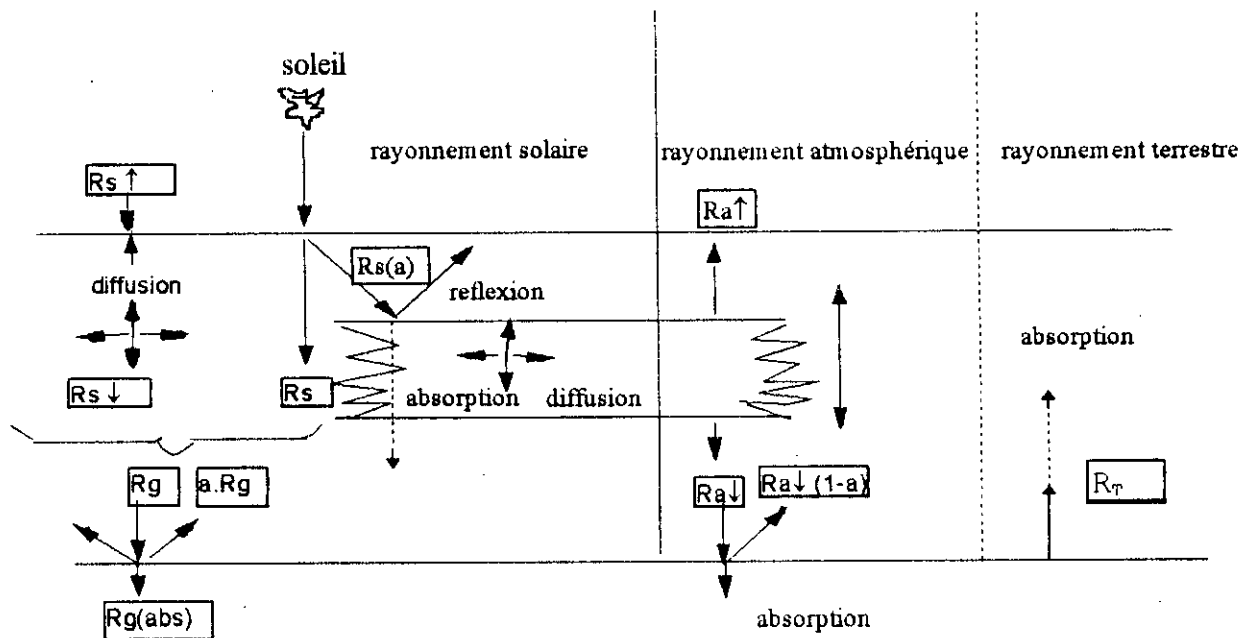 soleil
rayonnement solaire
rayonnement atmosphérique
rayonnement terrestre
Rs ↑
Ra↑
Rs(a)
diffusion
reflexion
absorption
Rs ↓
Rs
absorption diffusion
Rg
a.Rg
Ra↓
Ra↓ (1-a)
R_T
Rg(abs)
absorption